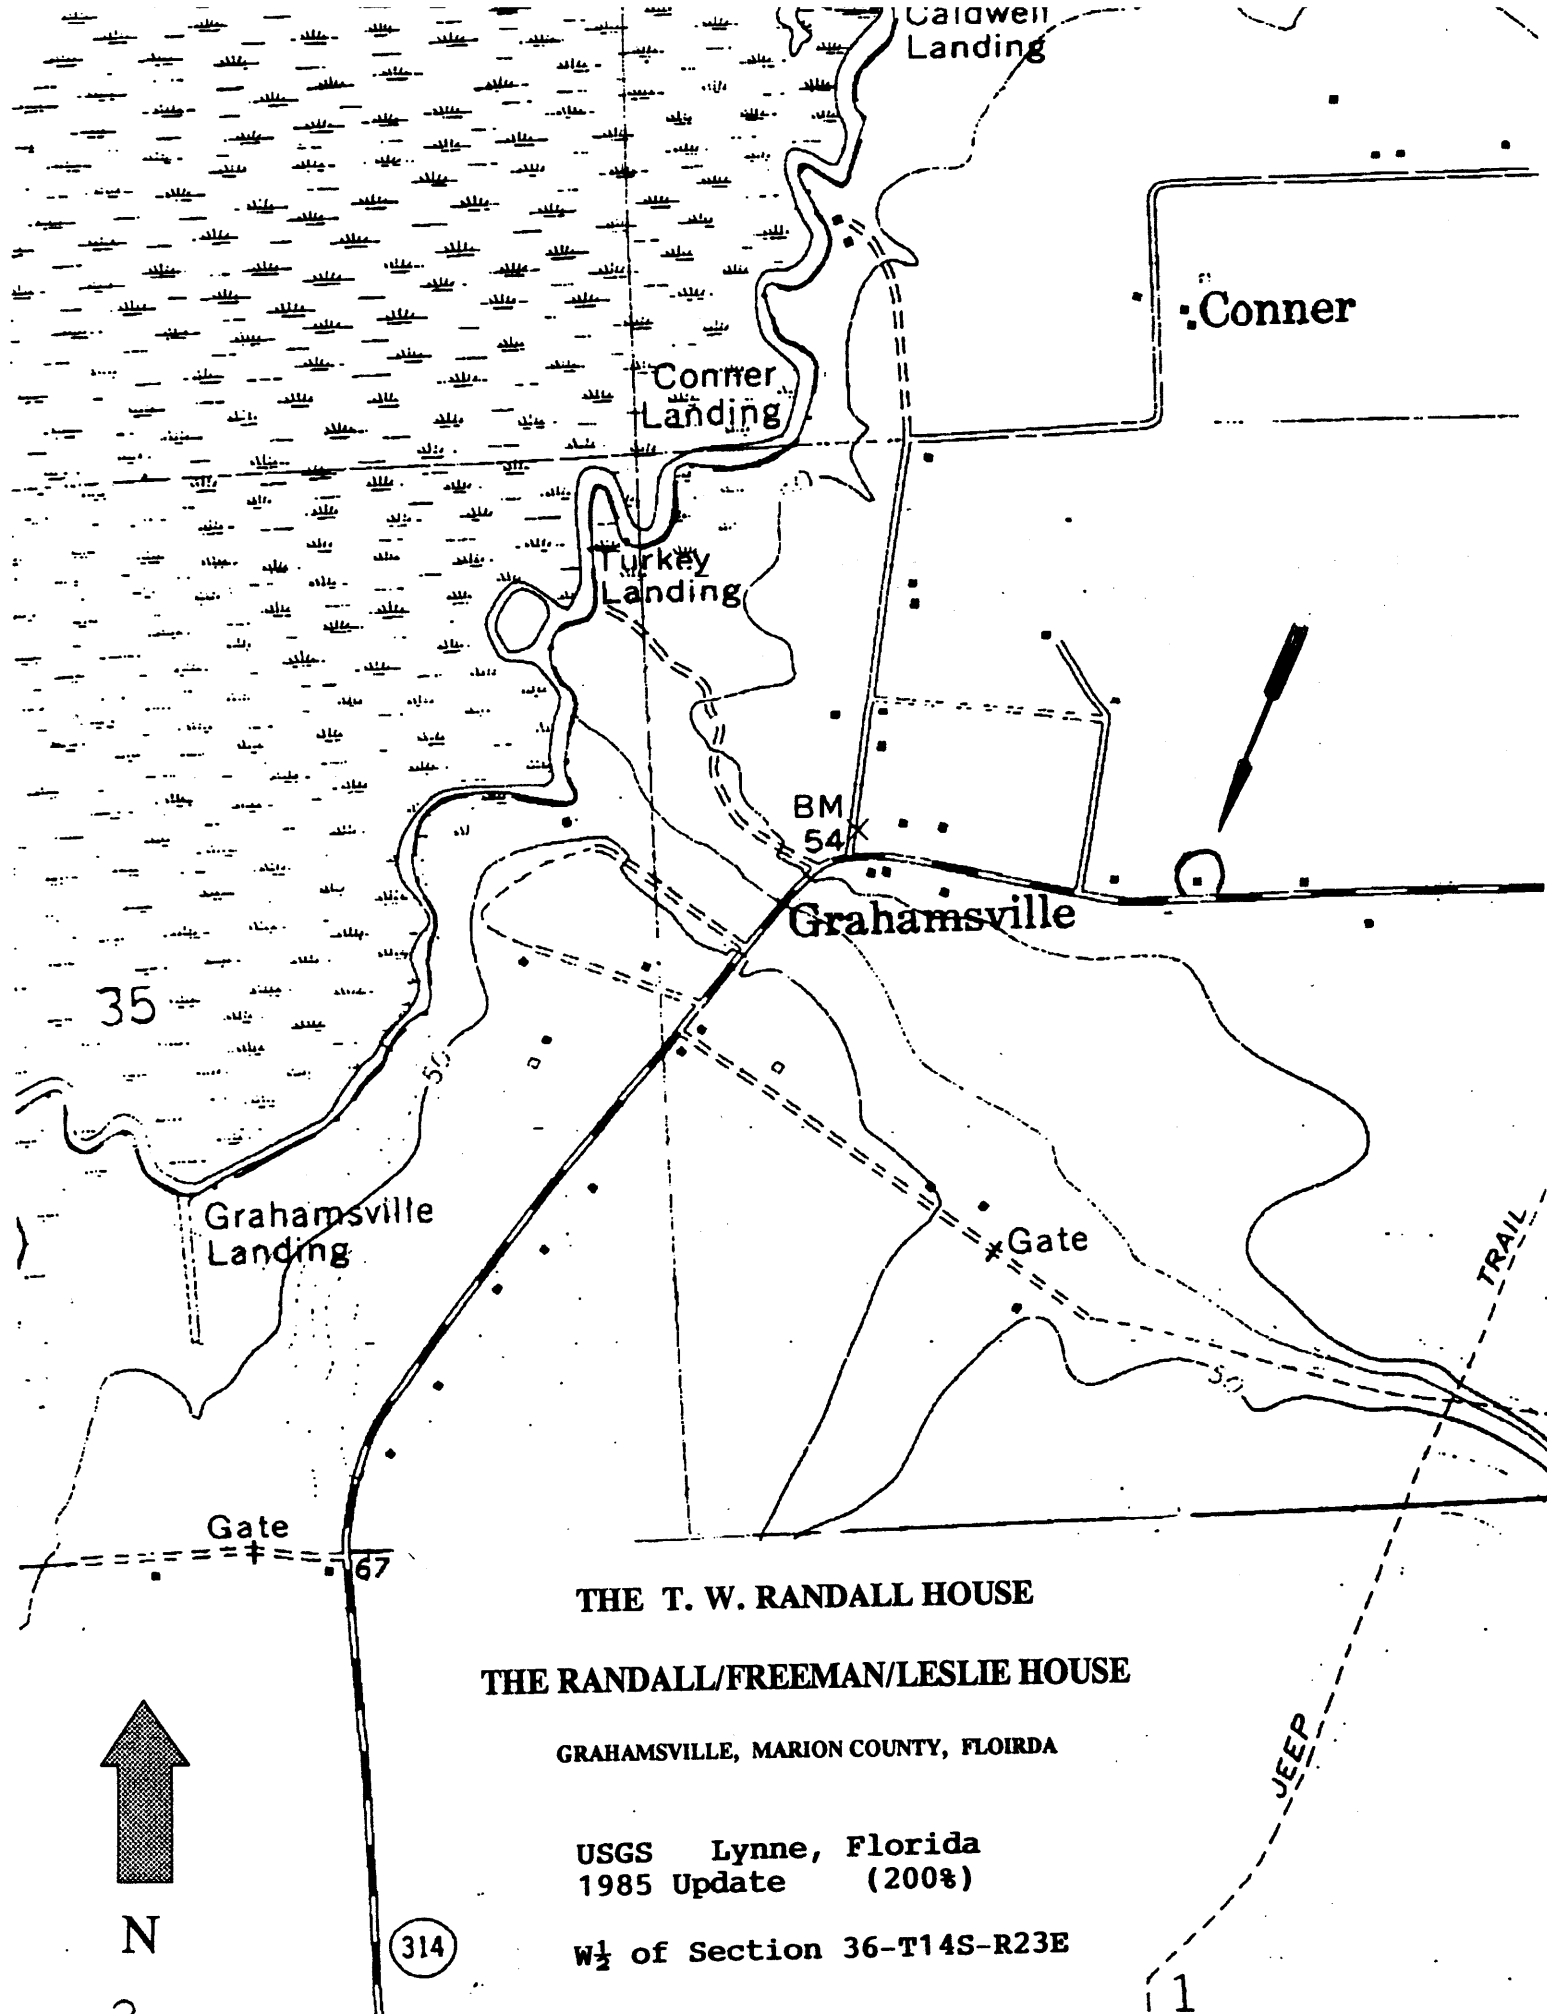 Caldwell
Landing
Conner
Conner
Landing
60
Turkey
Landing
BM
54
Grahamsville
35
50
Grahamsville
Landing
Gate
TRAIL
50
Gate
67
THE T. W. RANDALL HOUSE
THE RANDALL/FREEMAN/LESLIE HOUSE
GRAHAMSVILLE, MARION COUNTY, FLOIRDA
JEEP
USGS Lynne, Florida
1985 Update (200%)
N
314
W½ of Section 36-T14S-R23E
1